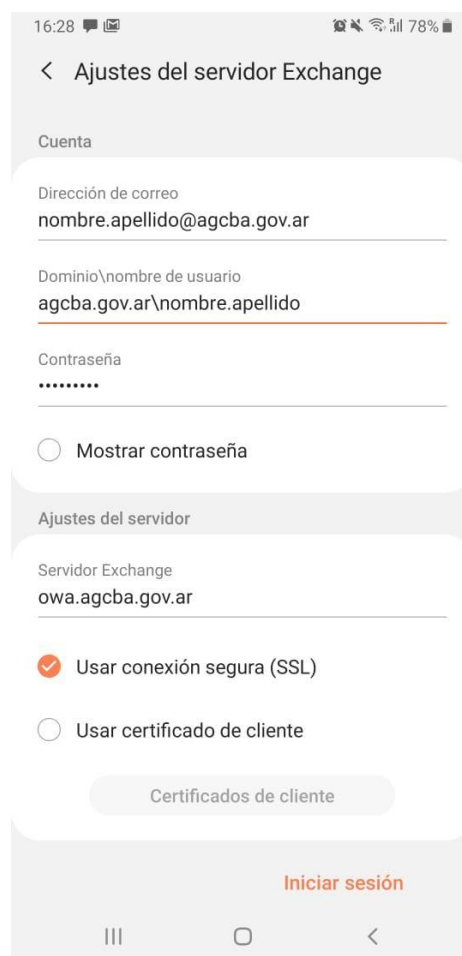 16:28
78%
Ajustes del servidor Exchange
Cuenta
Dirección de correo
nombre.apellido@agcba.gov.ar
Dominio\nombre de usuario
agcba.gov.ar\nombre.apellido
Contraseña
•••••••••
Mostrar contraseña
Ajustes del servidor
Servidor Exchange
owa.agcba.gov.ar
Usar conexión segura (SSL)
Usar certificado de cliente
Certificados de cliente
Iniciar sesión